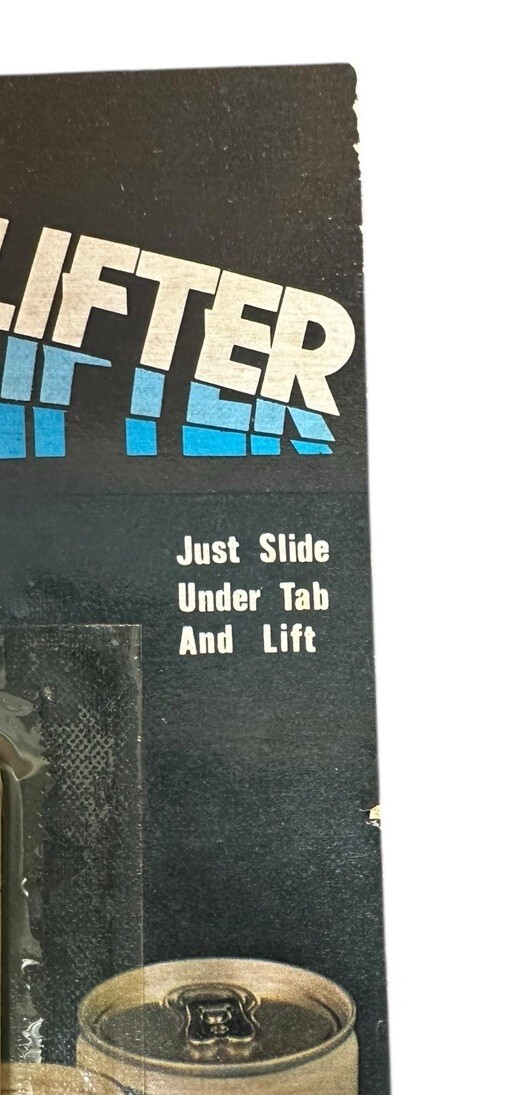 LIFTER
Just Slide
Under Tab
And Lift